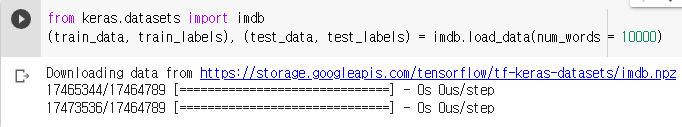 from keras.datasets import imdb
(train_data, train_labels), (test_data, test_labels) = imdb.load_data(num_words = 10000)
Downloading data from https://storage.googleapis.com/tensorflow/tf-keras-datasets/imdb.npz
17465344/17464789 [==============================] - 0s 0us/step
17473536/17464789 [==============================] - 0s 0us/step